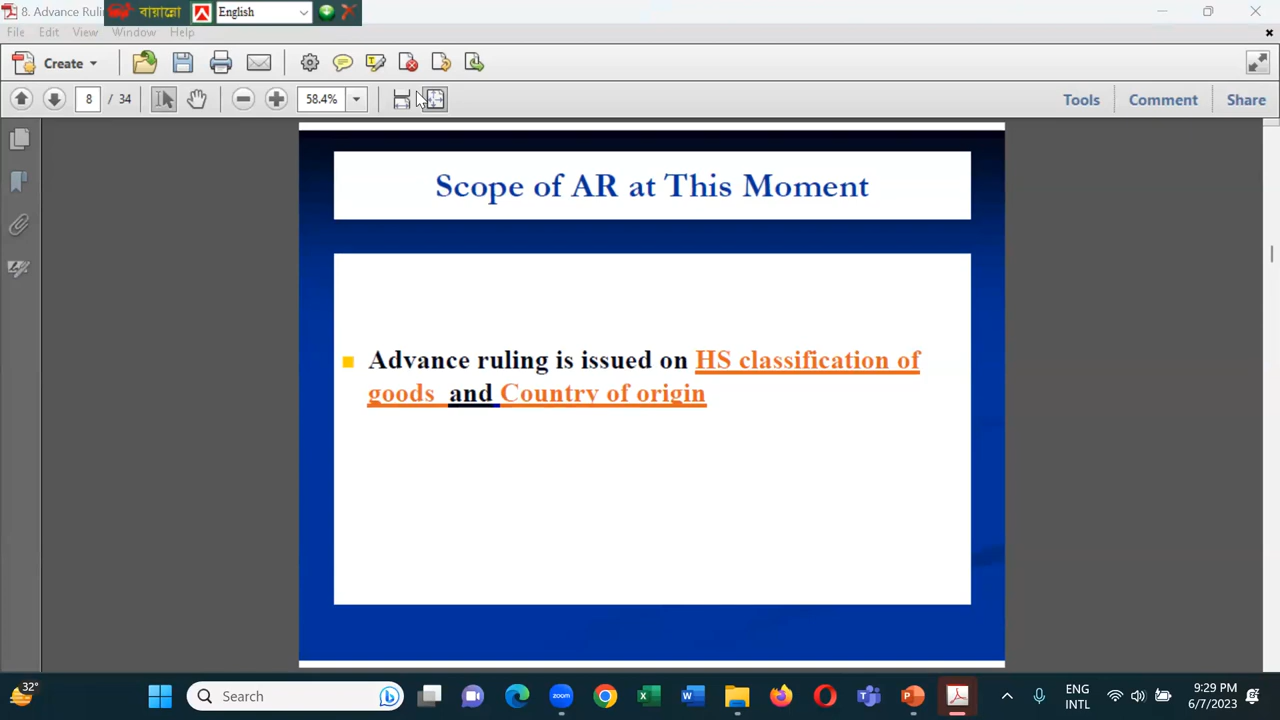 8. Advance Rulin
বায়ান্নো
English
File Edit View Window Help
Create
8 / 34
58.4%
Tools Comment Share
Scope of AR at This Moment
Advance ruling is issued on HS classification of
goods and Country of origin
32°
Search
zoom
ENG
INTL
9:29 PM
6/7/2023